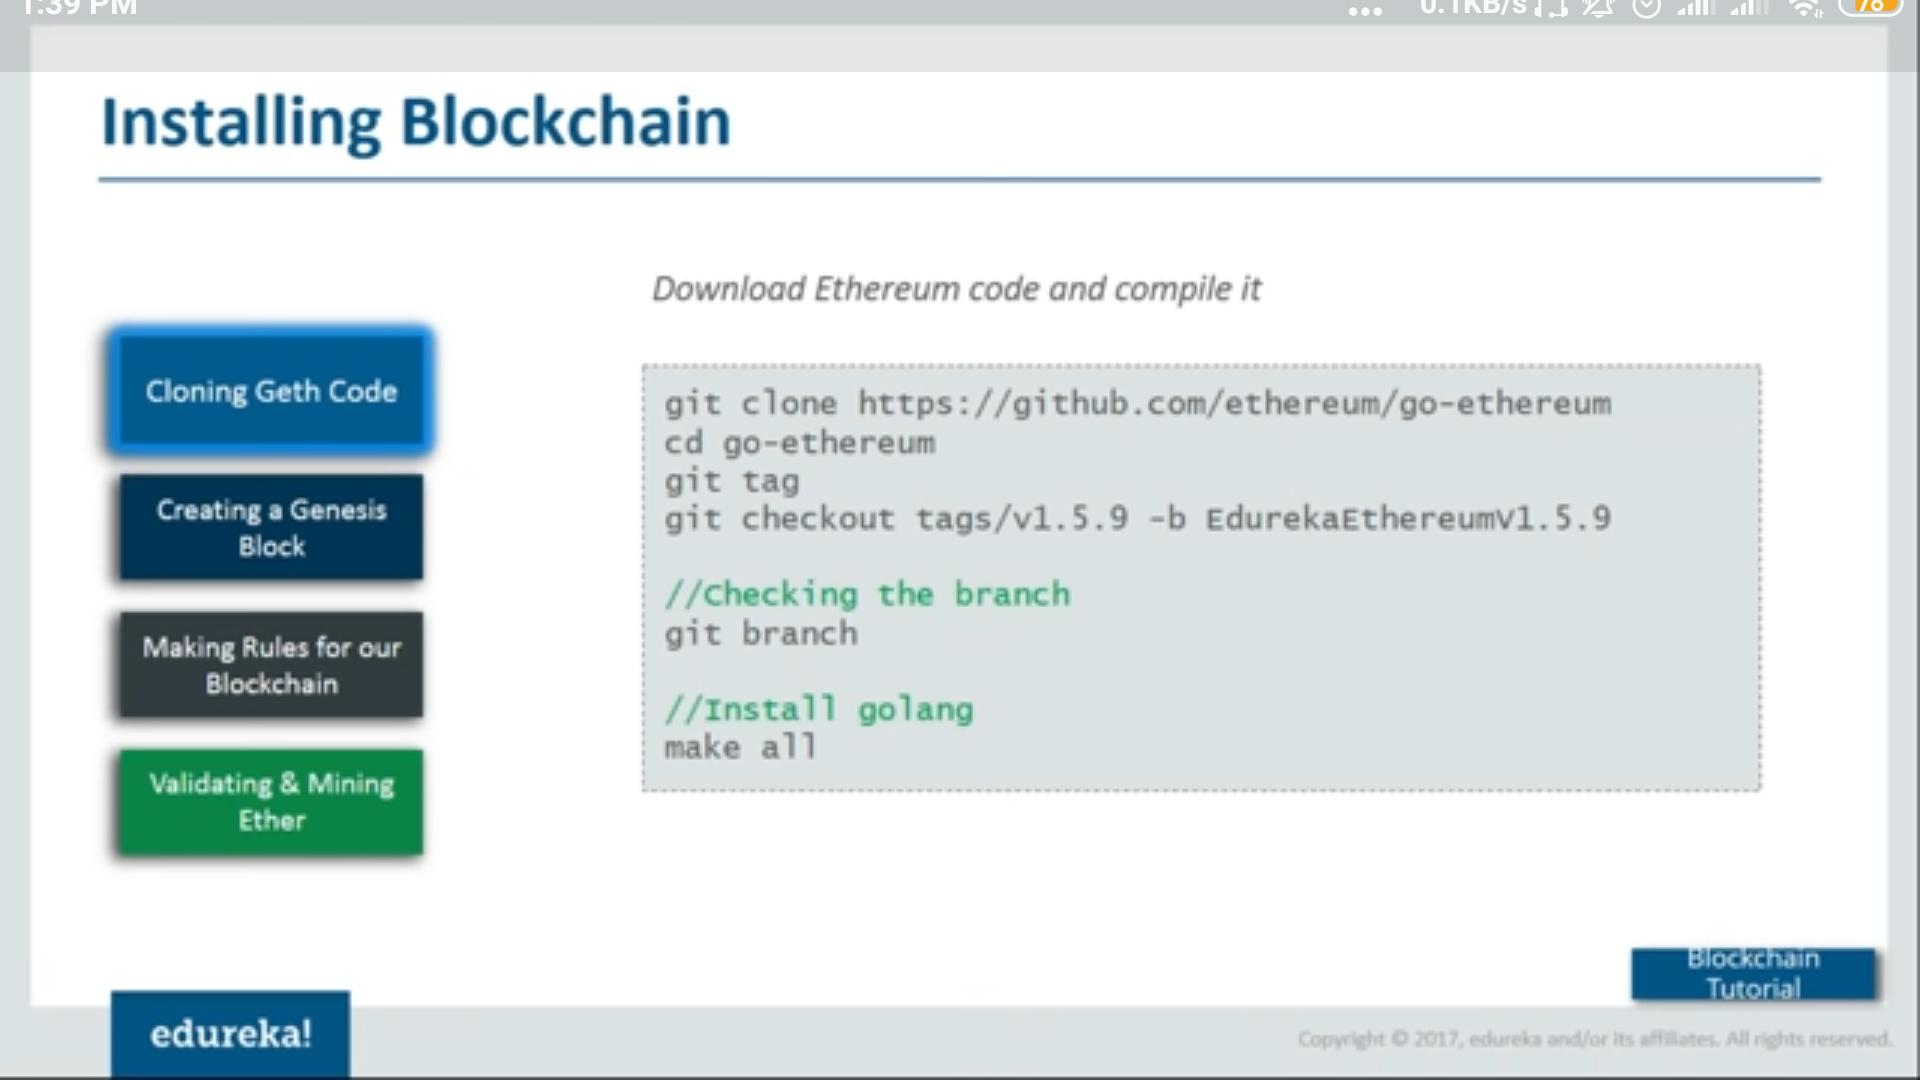 1:39 PM
0.1KB/s
78
Installing Blockchain
Download Ethereum code and compile it
Cloning Geth Code
Creating a Genesis
Block
Making Rules for our
Blockchain
Validating & Mining
Ether
git clone https://github.com/ethereum/go-ethereum
cd go-ethereum
git tag
git checkout tags/v1.5.9 -b EdurekaEthereumV1.5.9
//Checking the branch
git branch
//Install golang
make all
Blockchain
Tutorial
edureka!
Copyright © 2017, edureka and/or its affiliates. All rights reserved.